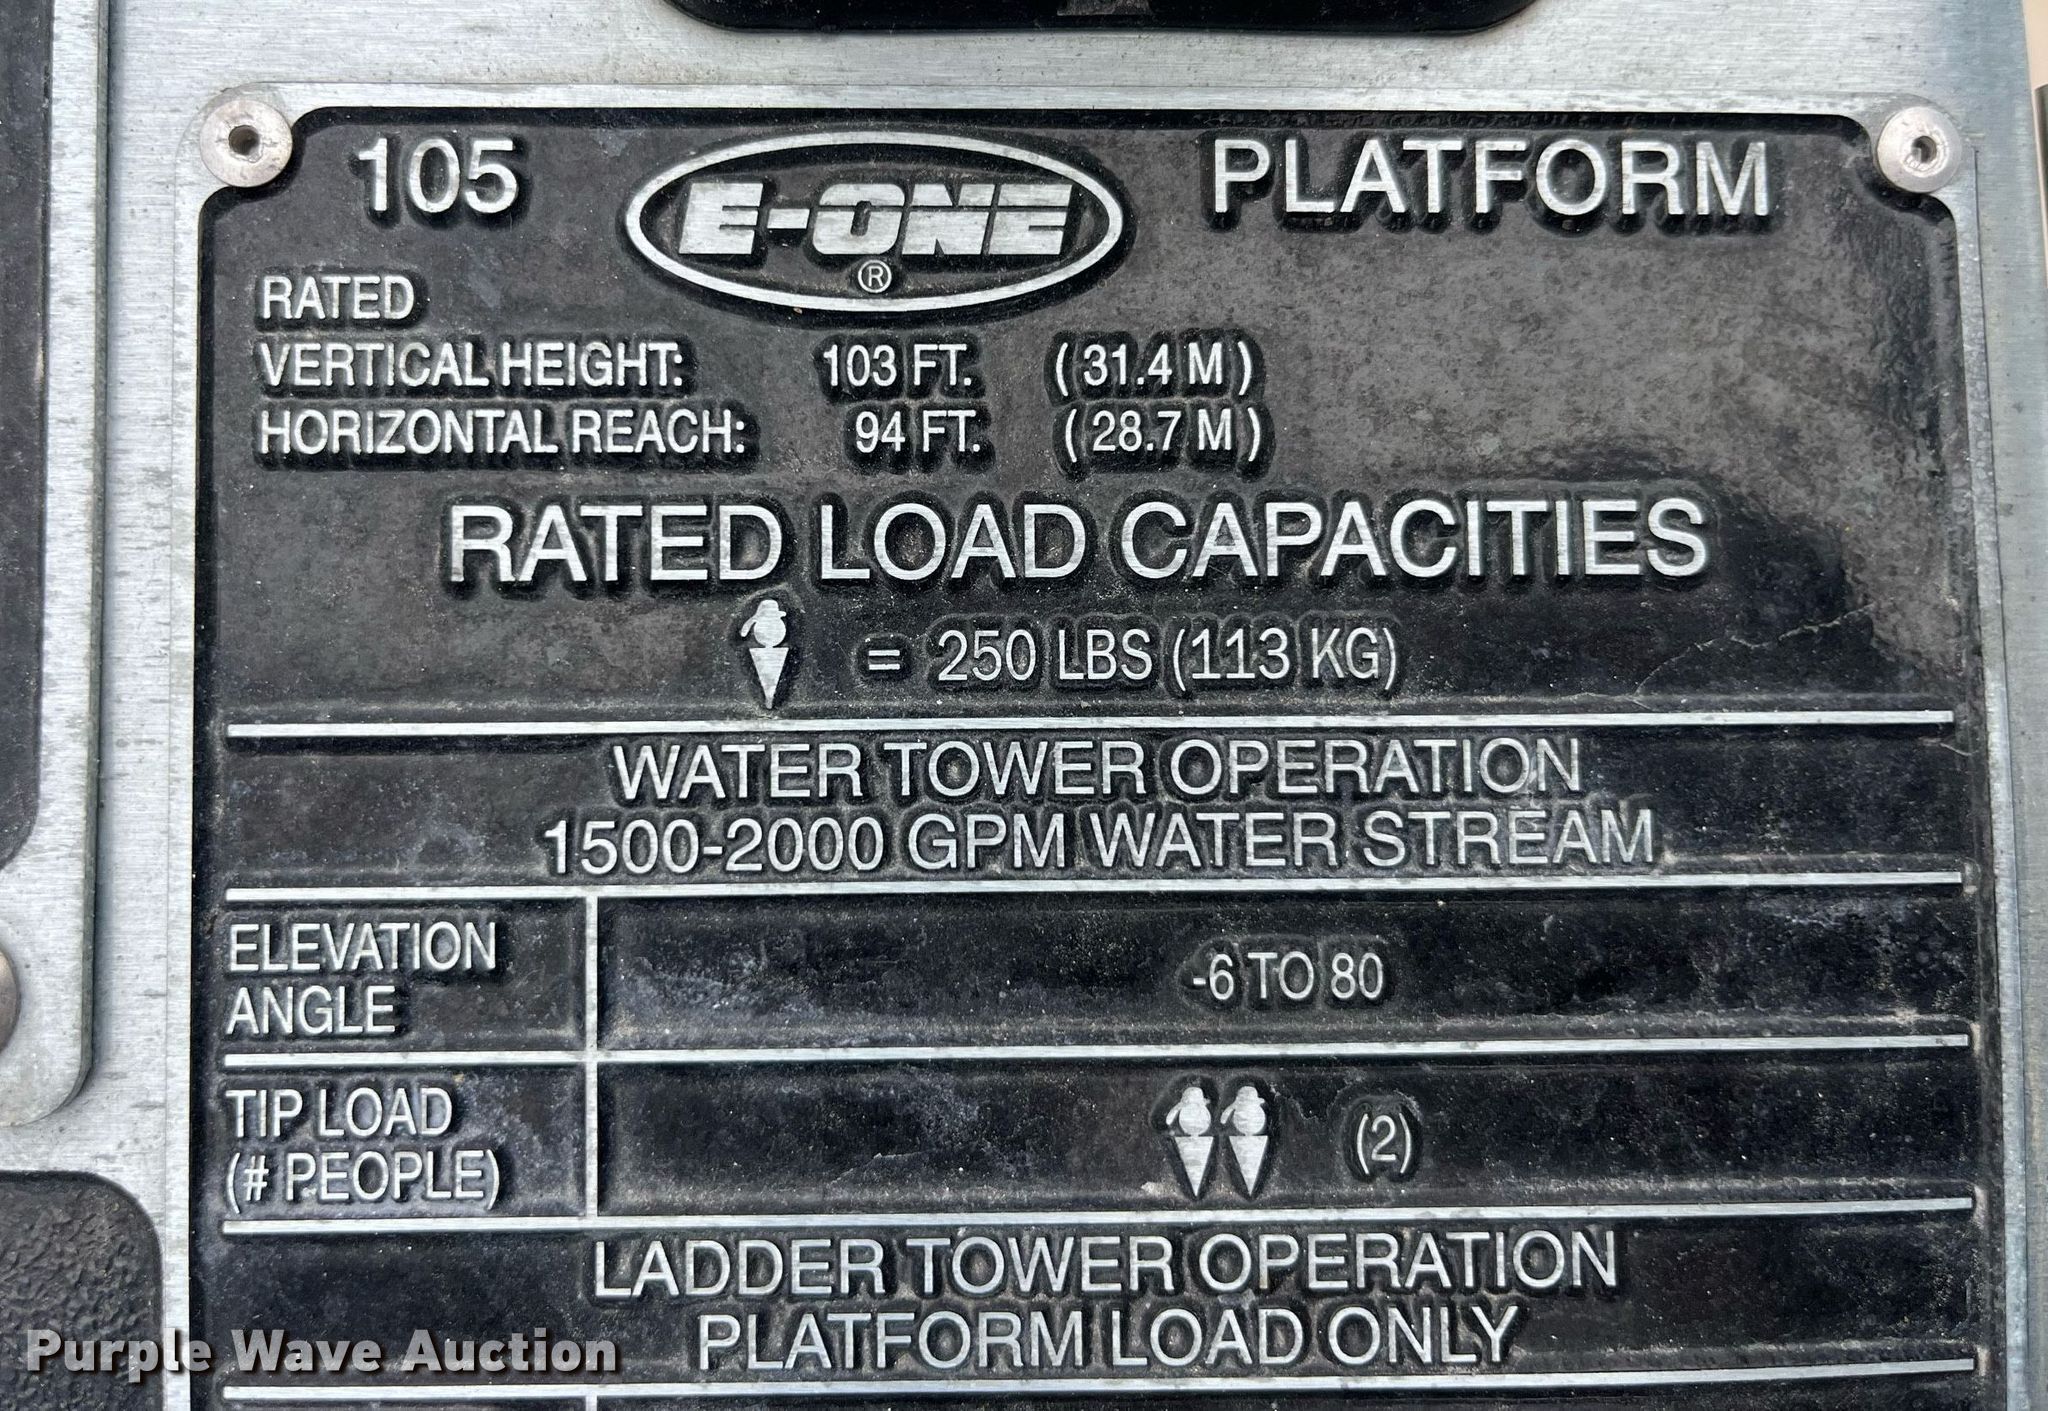 105 E-ONE ® PLATFORM
RATED
VERTICAL HEIGHT: 103 FT. (31.4 M)
HORIZONTAL REACH: 94 FT. (28.7 M)
RATED LOAD CAPACITIES
= 250 LBS (113 KG)
WATER TOWER OPERATION
1500-2000 GPM WATER STREAM
ELEVATION
ANGLE
-6 TO 80
TIP LOAD
(# PEOPLE)
(2)
LADDER TOWER OPERATION
PLATFORM LOAD ONLY
Purple Wave Auction